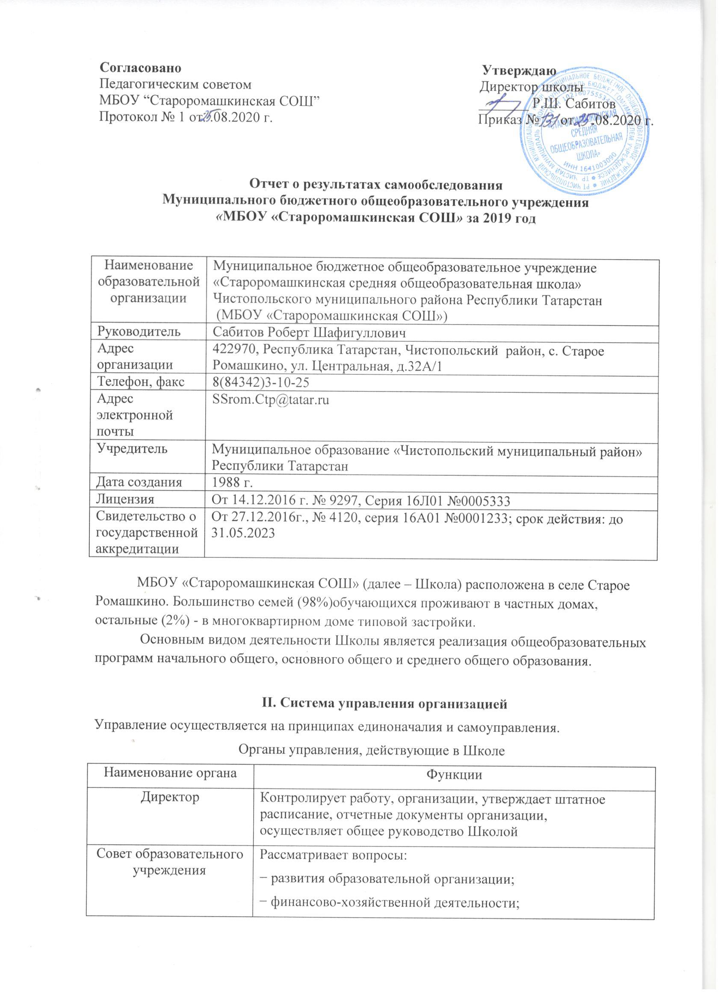 Согласовано
Педагогическим советом
МБОУ “Староромашкинская СОШ”
Протокол № 1 от 25.08.2020 г.
Утверждаю
Директор школы
Р.Ш. Сабитов
Приказ № 131 от 25.08.2020 г.
«СТАРОРОМАШКИНСКАЯ
СРЕДНЯЯ
ОБЩЕОБРАЗОВАТЕЛЬНАЯ
ШКОЛА»
ИНН 1641003090
Отчет о результатах самообследования
Муниципального бюджетного общеобразовательного учреждения
«МБОУ «Староромашкинская СОШ» за 2019 год
Наименование
образовательной
организации
Муниципальное бюджетное общеобразовательное учреждение
«Староромашкинская средняя общеобразовательная школа»
Чистопольского муниципального района Республики Татарстан
(МБОУ «Староромашкинская СОШ»)
Руководитель
Сабитов Роберт Шафигуллович
Адрес
организации
422970, Республика Татарстан, Чистопольский район, с. Старое
Ромашкино, ул. Центральная, д.32А/1
Телефон, факс
8(84342)3-10-25
Адрес
электронной
почты
SSrom.Ctp@tatar.ru
Учредитель
Муниципальное образование «Чистопольский муниципальный район»
Республики Татарстан
Дата создания
1988 г.
Лицензия
От 14.12.2016 г. № 9297, Серия 16Л01 №0005333
Свидетельство о
государственной
аккредитации
От 27.12.2016г., № 4120, серия 16А01 №0001233; срок действия: до
31.05.2023
МБОУ «Староромашкинская СОШ» (далее – Школа) расположена в селе Старое
Ромашкино. Большинство семей (98%)обучающихся проживают в частных домах,
остальные (2%) - в многоквартирном доме типовой застройки.
Основным видом деятельности Школы является реализация общеобразовательных
программ начального общего, основного общего и среднего общего образования.
II. Система управления организацией
Управление осуществляется на принципах единоначалия и самоуправления.
Органы управления, действующие в Школе
Наименование органа
Функции
Директор
Контролирует работу, организации, утверждает штатное
расписание, отчетные документы организации,
осуществляет общее руководство Школой
Совет образовательного
учреждения
Рассматривает вопросы:
− развития образовательной организации;
− финансово-хозяйственной деятельности;